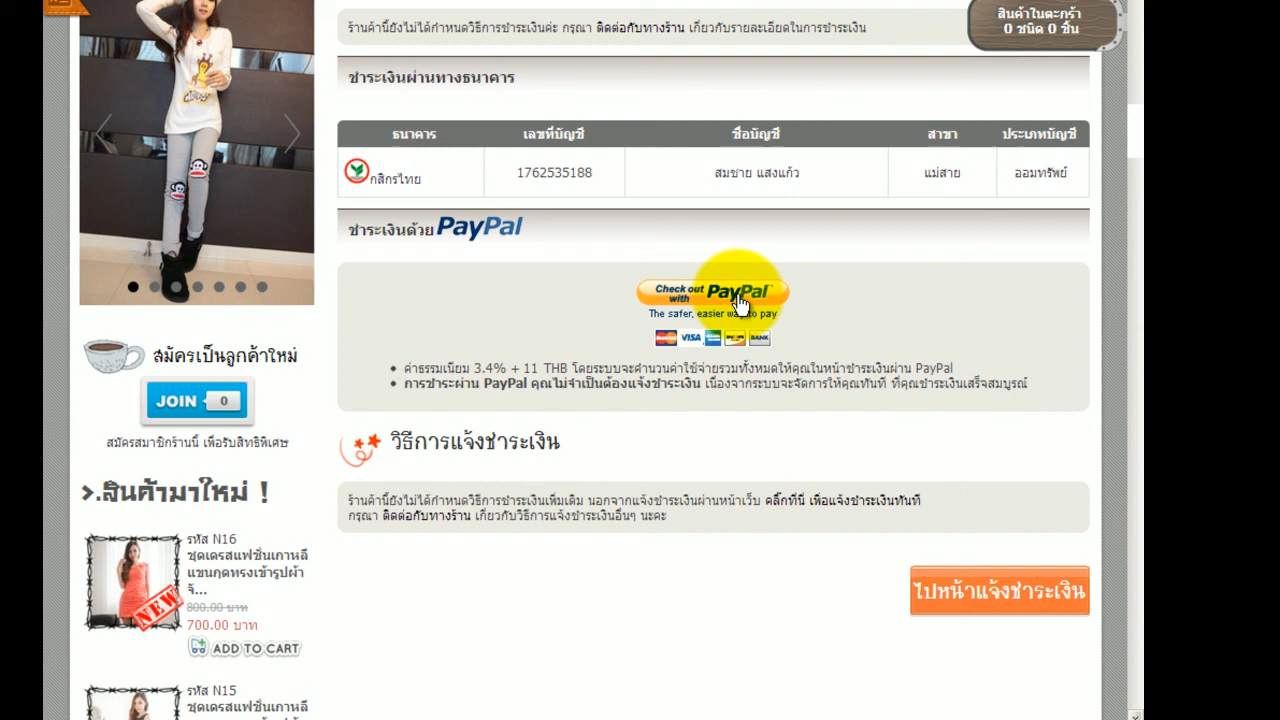 ร้านค้านี้ยังไม่ได้กำหนดวิธีการชำระเงินค่ะ กรุณา ติดต่อกับทางร้าน เกี่ยวกับรายละเอียดในการชำระเงิน
สินค้าในตะกร้า
0 ชนิด 0 ชิ้น
ชำระเงินผ่านทางธนาคาร
ธนาคาร เลขที่บัญชี ชื่อบัญชี สาขา ประเภทบัญชี
กสิกรไทย 1762535188 สมชาย แสงแก้ว แม่สาย ออมทรัพย์
ชำระเงินด้วย PayPal
Check out with PayPal
The safer, easier way to pay
VISA BANK
ค่าธรรมเนียม 3.4% + 11 THB โดยระบบจะคำนวนค่าใช้จ่ายรวมทั้งหมดให้คุณในหน้าชำระเงินผ่าน PayPal
การชำระผ่าน PayPal คุณไม่จำเป็นต้องแจ้งชำระเงิน เนื่องจากระบบจะจัดการให้คุณทันที ที่คุณชำระเงินเสร็จสมบูรณ์
วิธีการแจ้งชำระเงิน
ร้านค้านี้ยังไม่ได้กำหนดวิธีการชำระเงินเพิ่มเติม นอกจากแจ้งชำระเงินผ่านหน้าเว็บ คลิ๊กที่นี่ เพื่อแจ้งชำระเงินทันที
กรุณา ติดต่อกับทางร้าน เกี่ยวกับวิธีการแจ้งชำระเงินอื่นๆ นะคะ
ไปหน้าแจ้งชำระเงิน
สมัครเป็นลูกค้าใหม่
JOIN 0
สมัครสมาชิกร้านนี้ เพื่อรับสิทธิพิเศษ
>.สินค้ามาใหม่ !
รหัส N16
ชุดเดรสแฟชั่นเกาหลี
แขนกุดทรงเข้ารูปผ้า
จั...
NEW
800.00 บาท
700.00 บาท
ADD TO CART
รหัส N15
ชุดเดรสแฟชั่นเกาหลี